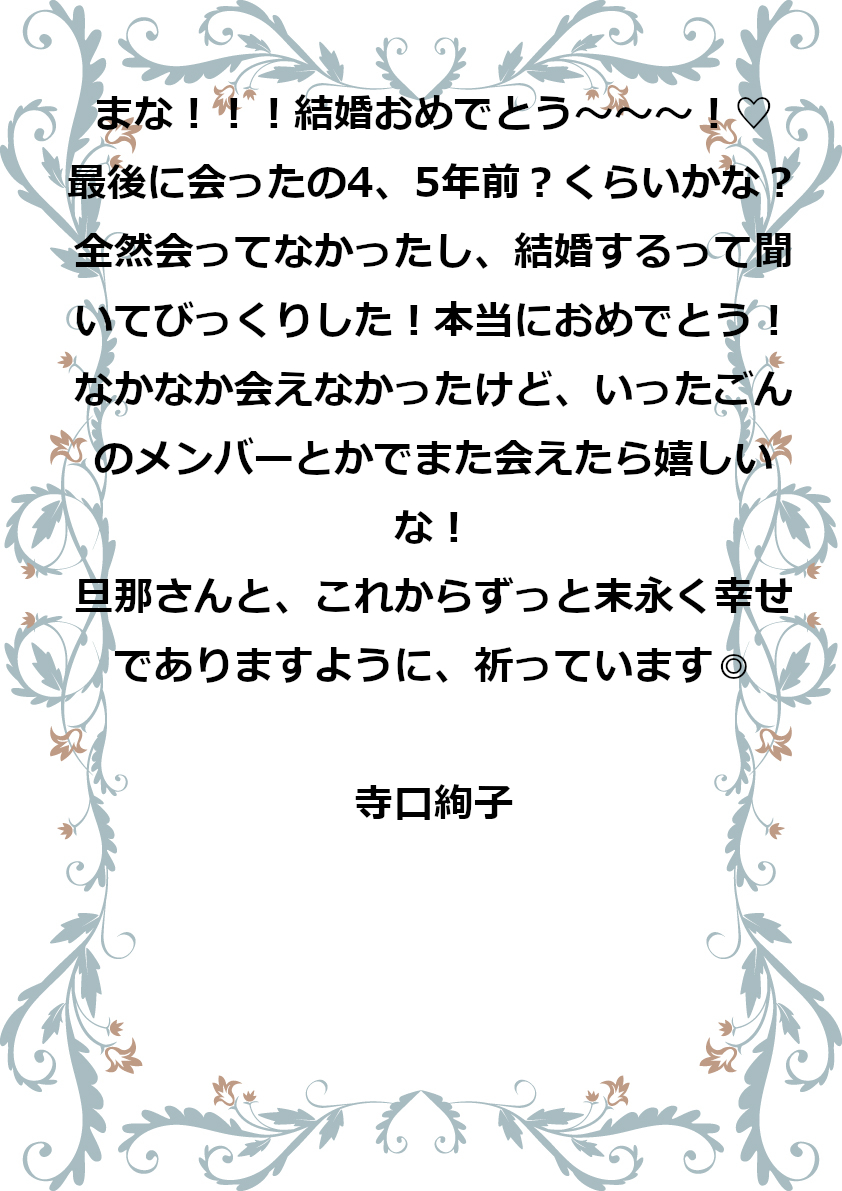 まな！！！結婚おめでとう〜〜〜！♡
最後に会ったの4、5年前？くらいかな？
全然会ってなかったし、結婚するって聞
いてびっくりした！本当におめでとう！
なかなか会えなかったけど、いったごん
のメンバーとかでまた会えたら嬉しい
な！
旦那さんと、これからずっと末永く幸せ
でありますように、祈っています◎
寺口絢子